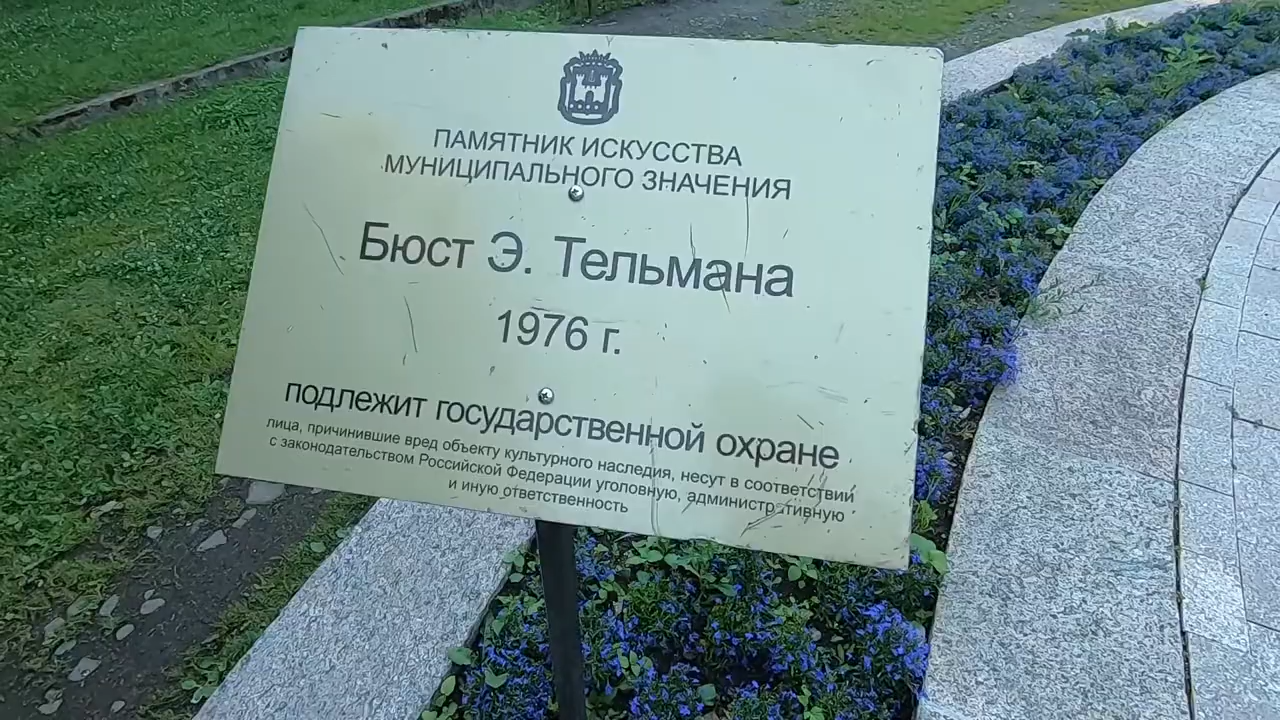 ПАМЯТНИК ИСКУССТВА
МУНИЦИПАЛЬНОГО ЗНАЧЕНИЯ
Бюст Э. Тельмана
1976 г.
подлежит государственной охране
лица, причинившие вред объекту культурного наследия, несут в соответствии
с законодательством Российской Федерации уголовную, административную
и иную ответственность